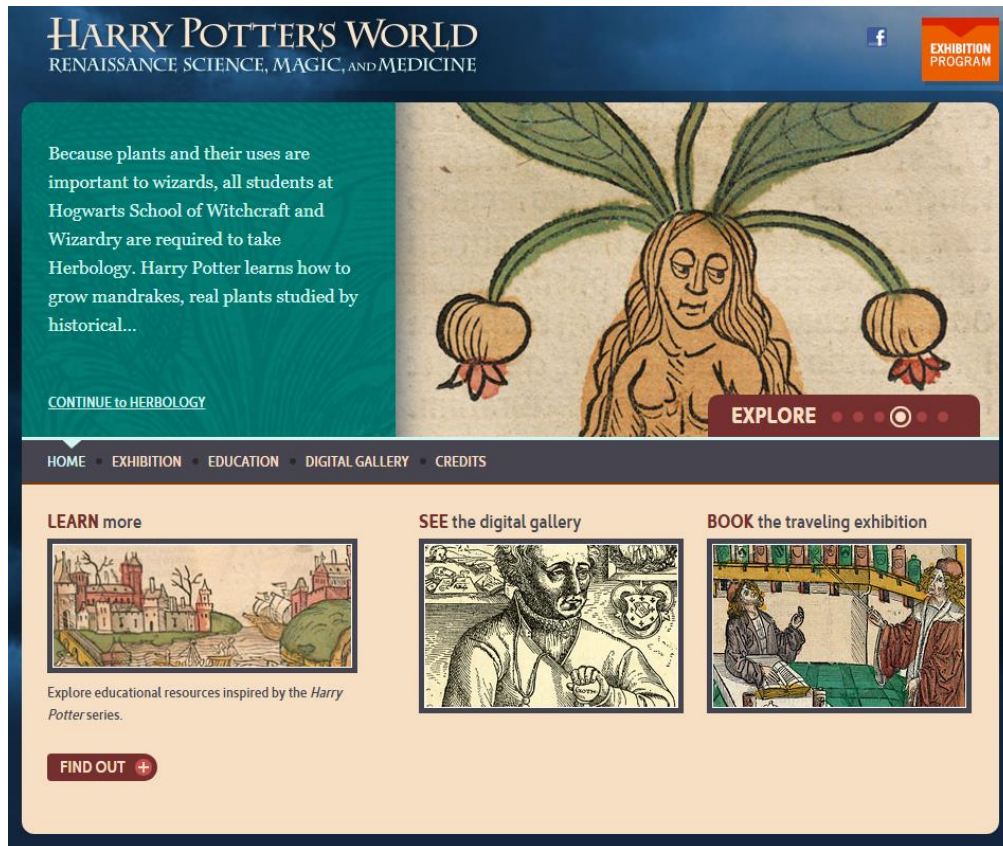 HARRY POTTER'S WORLD
RENAISSANCE SCIENCE, MAGIC, AND MEDICINE
f
EXHIBITION
PROGRAM
Because plants and their uses are
important to wizards, all students at
Hogwarts School of Witchcraft and
Wizardry are required to take
Herbology. Harry Potter learns how to
grow mandrakes, real plants studied by
historical...
CONTINUE to HERBOLOGY
EXPLORE
HOME EXHIBITION EDUCATION DIGITAL GALLERY CREDITS
LEARN more
SEE the digital gallery
BOOK the traveling exhibition
Explore educational resources inspired by the Harry
Potter series.
FIND OUT +